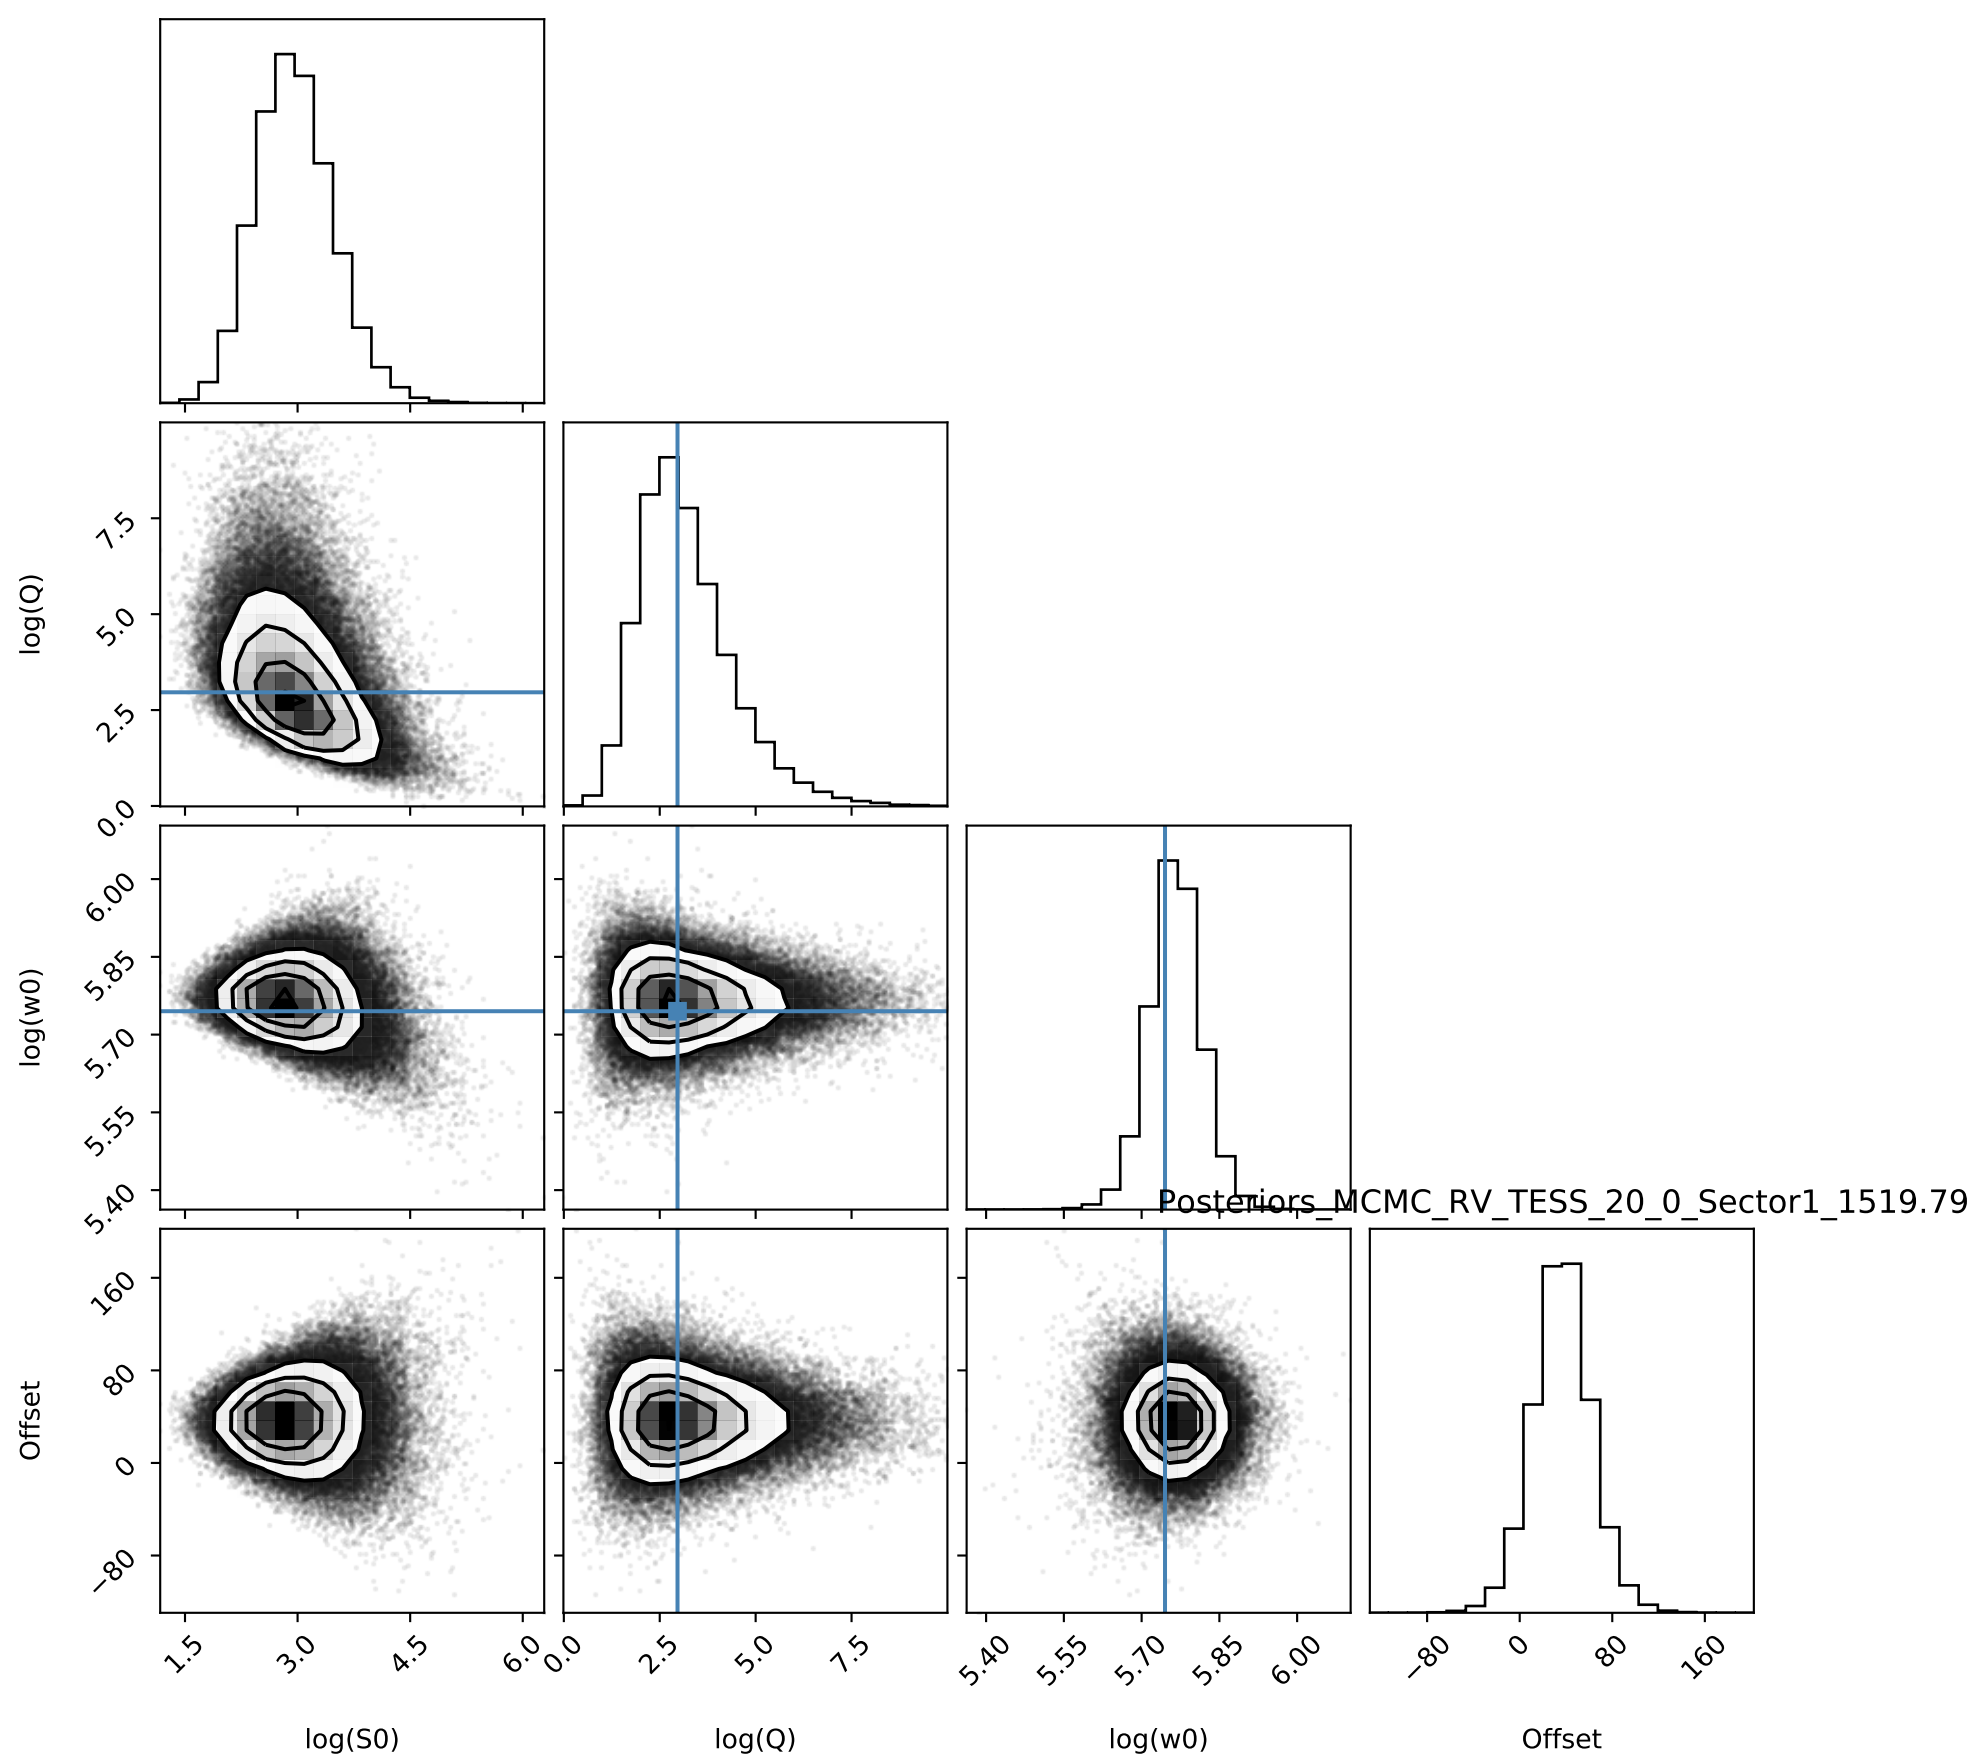 log(Q)
7.5
5.0
2.5
0.0
log(w0)
6.00
5.85
5.70
5.55
5.40
Posteriors_MCMC_RV_TESS_20_0_Sector1_1519.79
Offset
160
80
0
−80
1.5 3.0 4.5 6.0 0.0 2.5 5.0 7.5 5.40 5.55 5.70 5.85 6.00 −80 0 80 160
log(S0) log(Q) log(w0) Offset